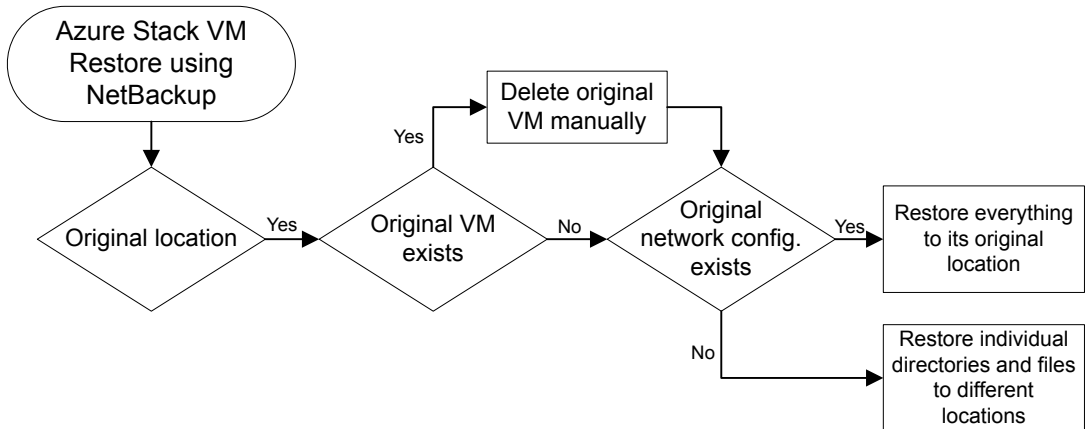 Azure Stack VM
Restore using
NetBackup
Original location
Yes
Original VM
exists
Yes
Delete original
VM manually
No
Original
network config.
exists
Yes
Restore everything
to its original
location
No
Restore individual
directories and files
to different
locations